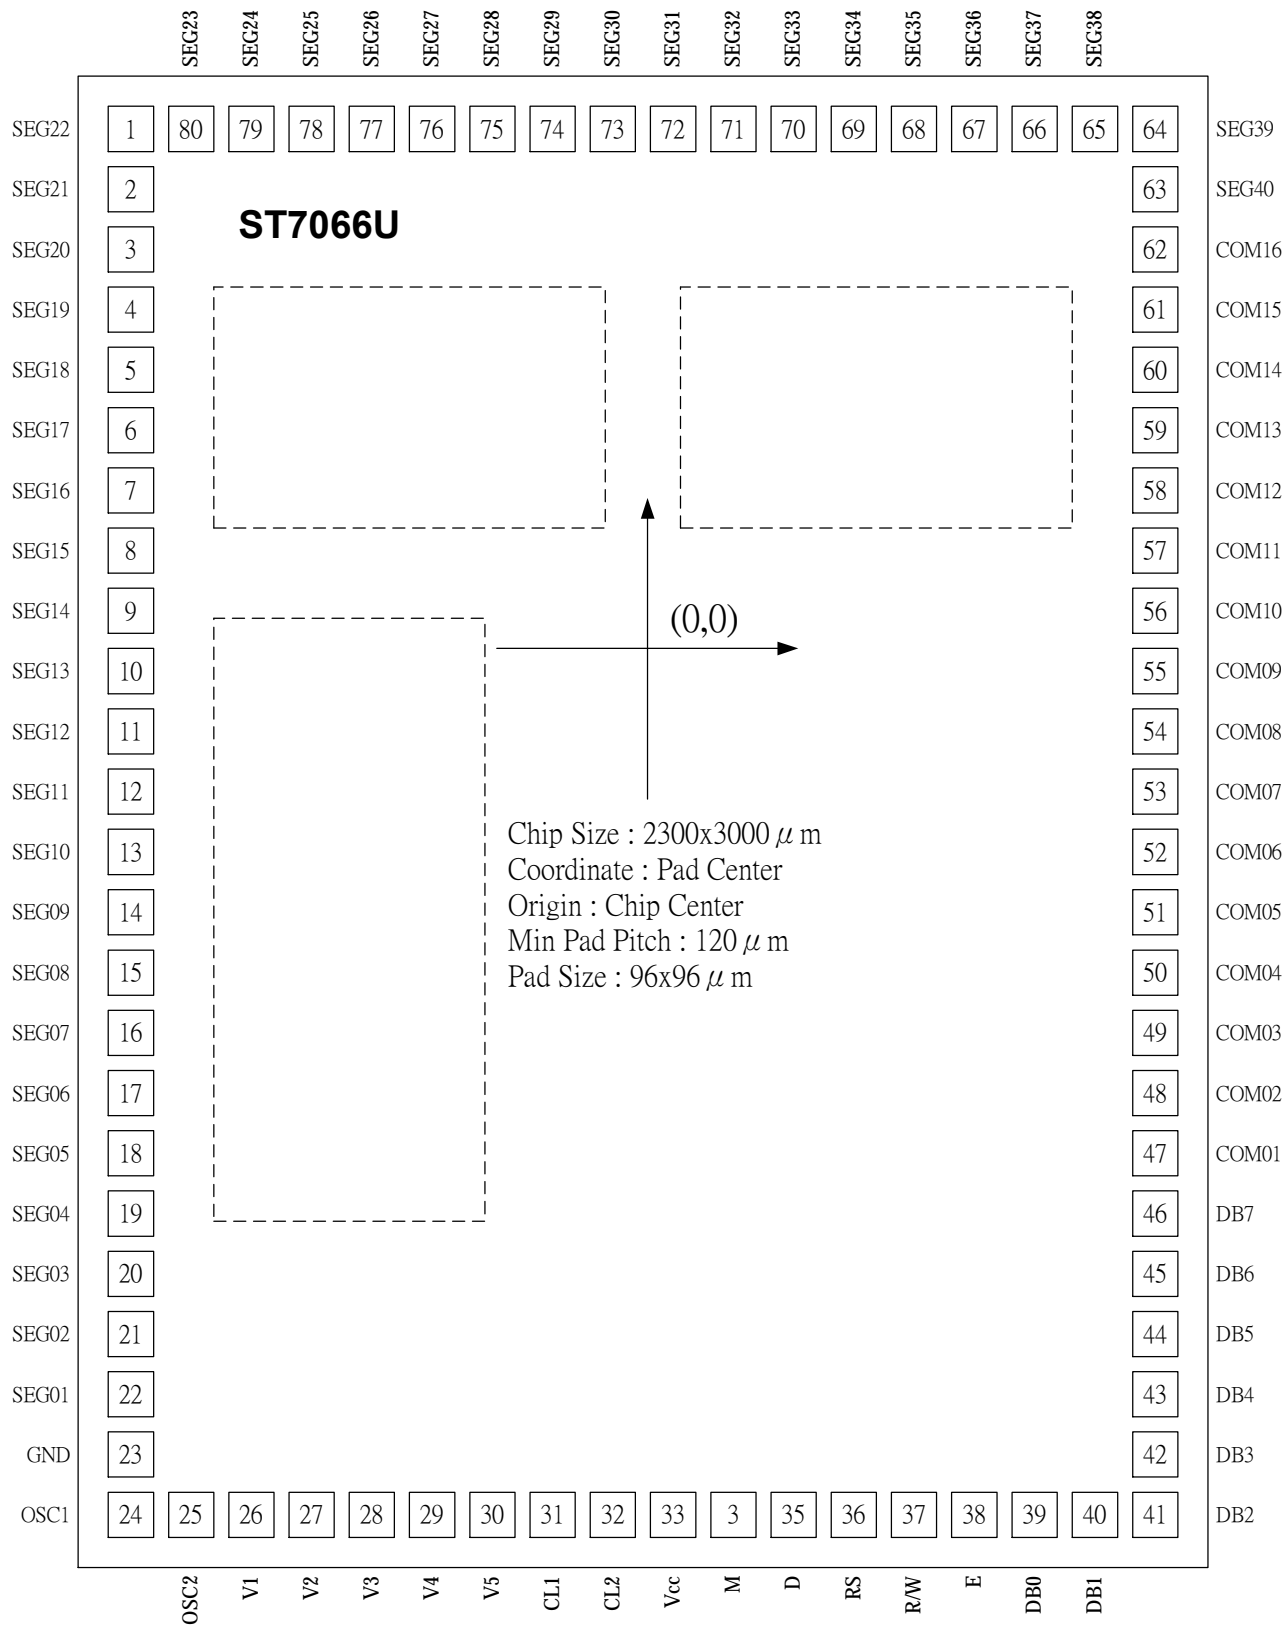 SEG23 SEG24 SEG25 SEG26 SEG27 SEG28 SEG29 SEG30 SEG31 SEG32 SEG33 SEG34 SEG35 SEG36 SEG37 SEG38
SEG22 1 80 79 78 77 76 75 74 73 72 71 70 69 68 67 66 65 64 SEG39
SEG21 2 63 SEG40
ST7066U
SEG20 3 62 COM16
SEG19 4 61 COM15
SEG18 5 60 COM14
SEG17 6 59 COM13
SEG16 7 58 COM12
SEG15 8 57 COM11
SEG14 9 (0,0) 56 COM10
SEG13 10 55 COM09
SEG12 11 54 COM08
SEG11 12 53 COM07
Chip Size : 2300x3000 μ m
SEG10 13 52 COM06
Coordinate : Pad Center
Origin : Chip Center
SEG09 14 51 COM05
Min Pad Pitch : 120 μ m
SEG08 15 Pad Size : 96x96 μ m 50 COM04
SEG07 16 49 COM03
SEG06 17 48 COM02
SEG05 18 47 COM01
SEG04 19 46 DB7
SEG03 20 45 DB6
SEG02 21 44 DB5
SEG01 22 43 DB4
GND 23 42 DB3
OSC1 24 25 26 27 28 29 30 31 32 33 3 35 36 37 38 39 40 41 DB2
OSC2 V1 V2 V3 V4 V5 CL1 CL2 Vcc M D RS R/W E DB0 DB1